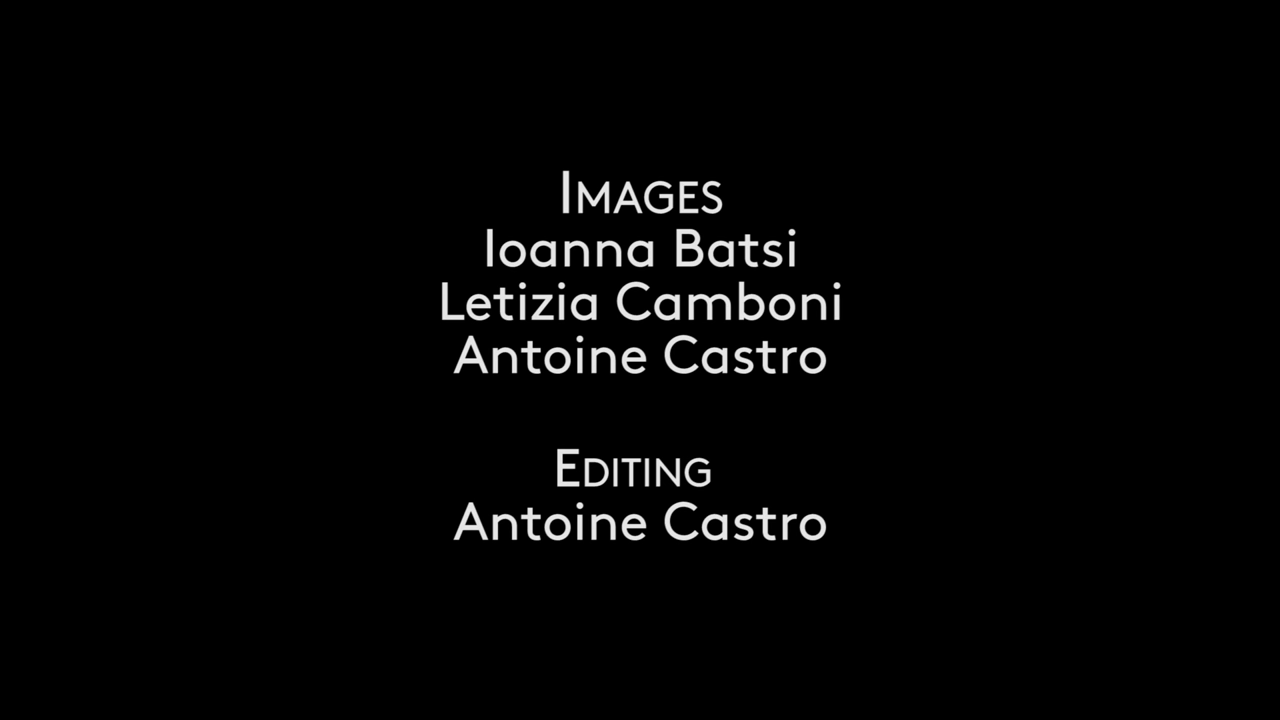 Images
Ioanna Batsi
Letizia Camboni
Antoine Castro
Editing
Antoine Castro